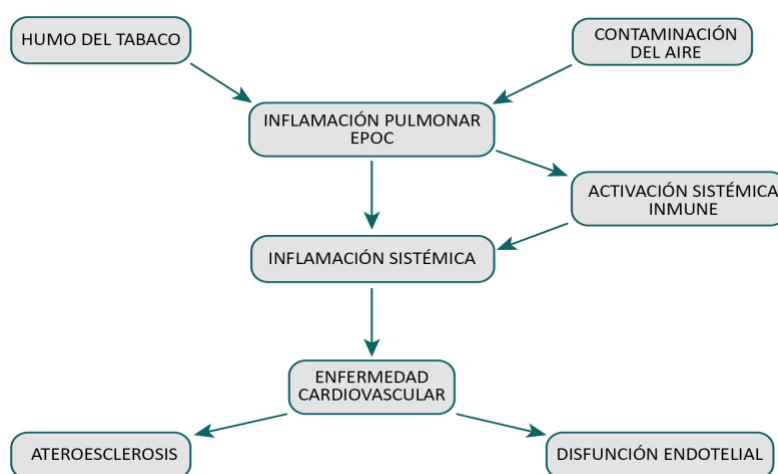 HUMO DEL TABACO
CONTAMINACIÓN
DEL AIRE
INFLAMACIÓN PULMONAR
EPOC
ACTIVACIÓN SISTÉMICA
INMUNE
INFLAMACIÓN SISTÉMICA
ENFERMEDAD
CARDIOVASCULAR
ATEROESCLEROSIS
DISFUNCIÓN ENDOTELIAL